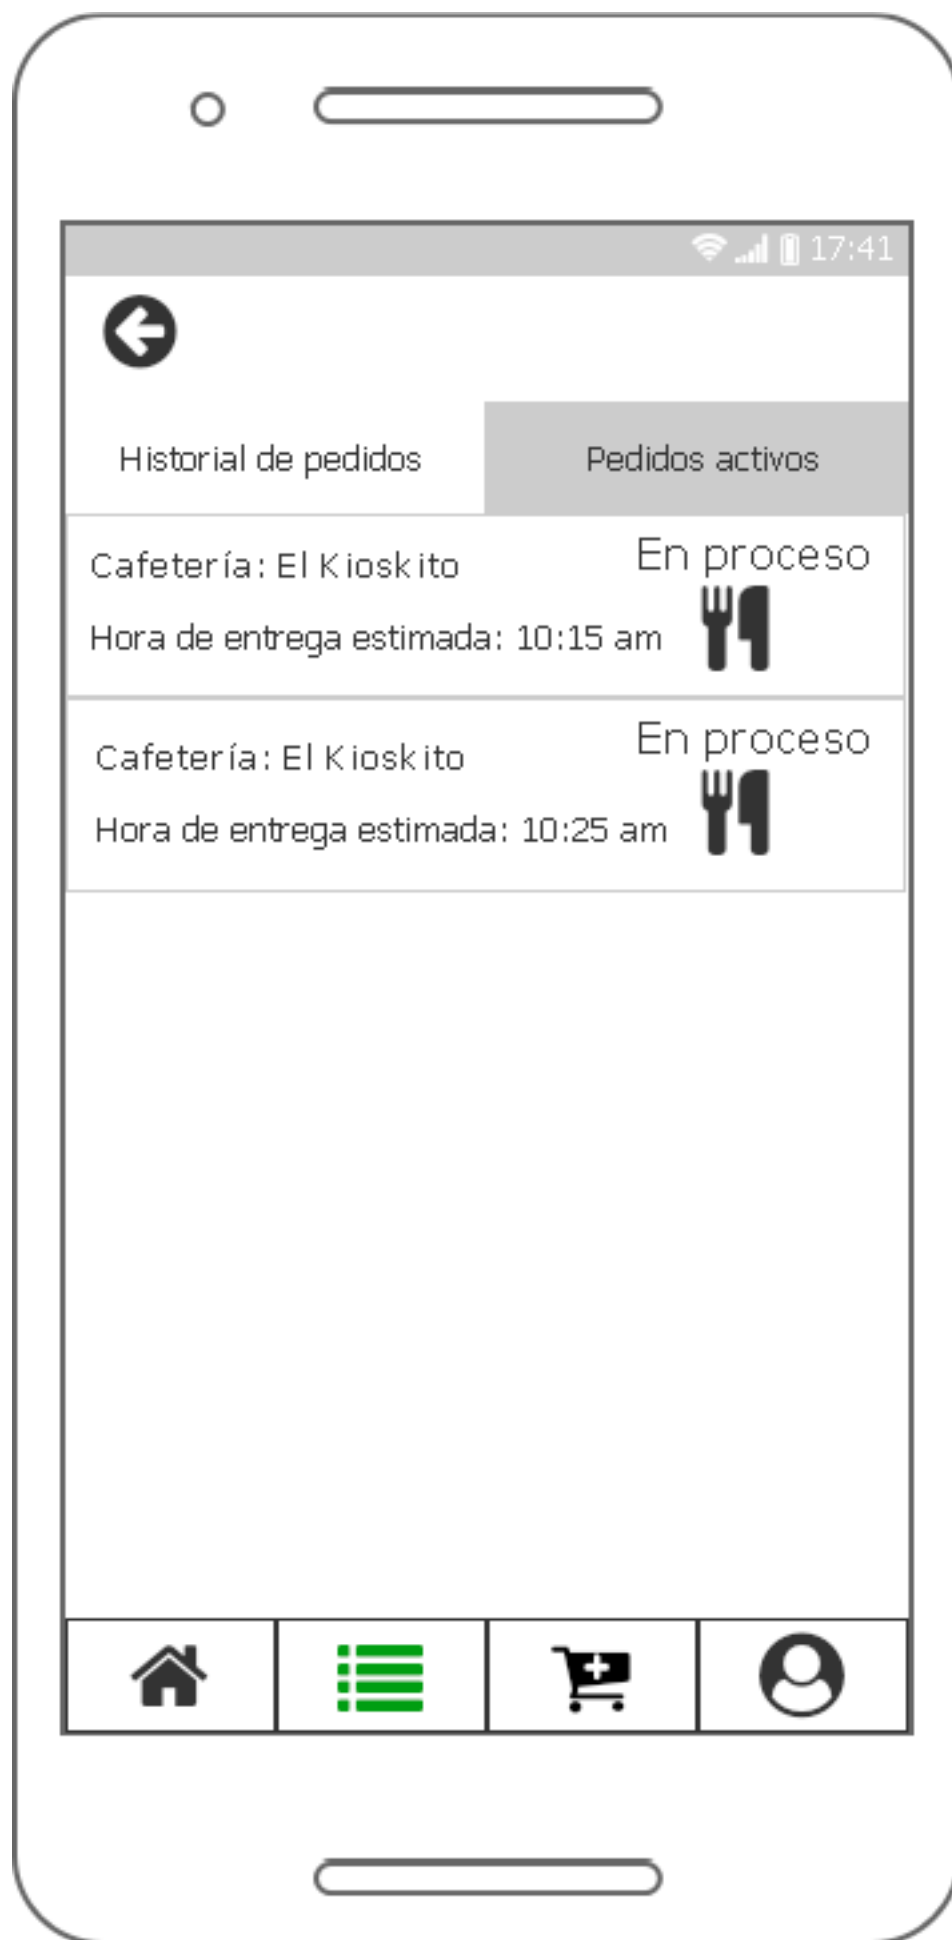 17:41
Historial de pedidos
Pedidos activos
Cafetería: El Kioskito
En proceso
Hora de entrega estimada: 10:15 am
Cafetería: El Kioskito
En proceso
Hora de entrega estimada: 10:25 am